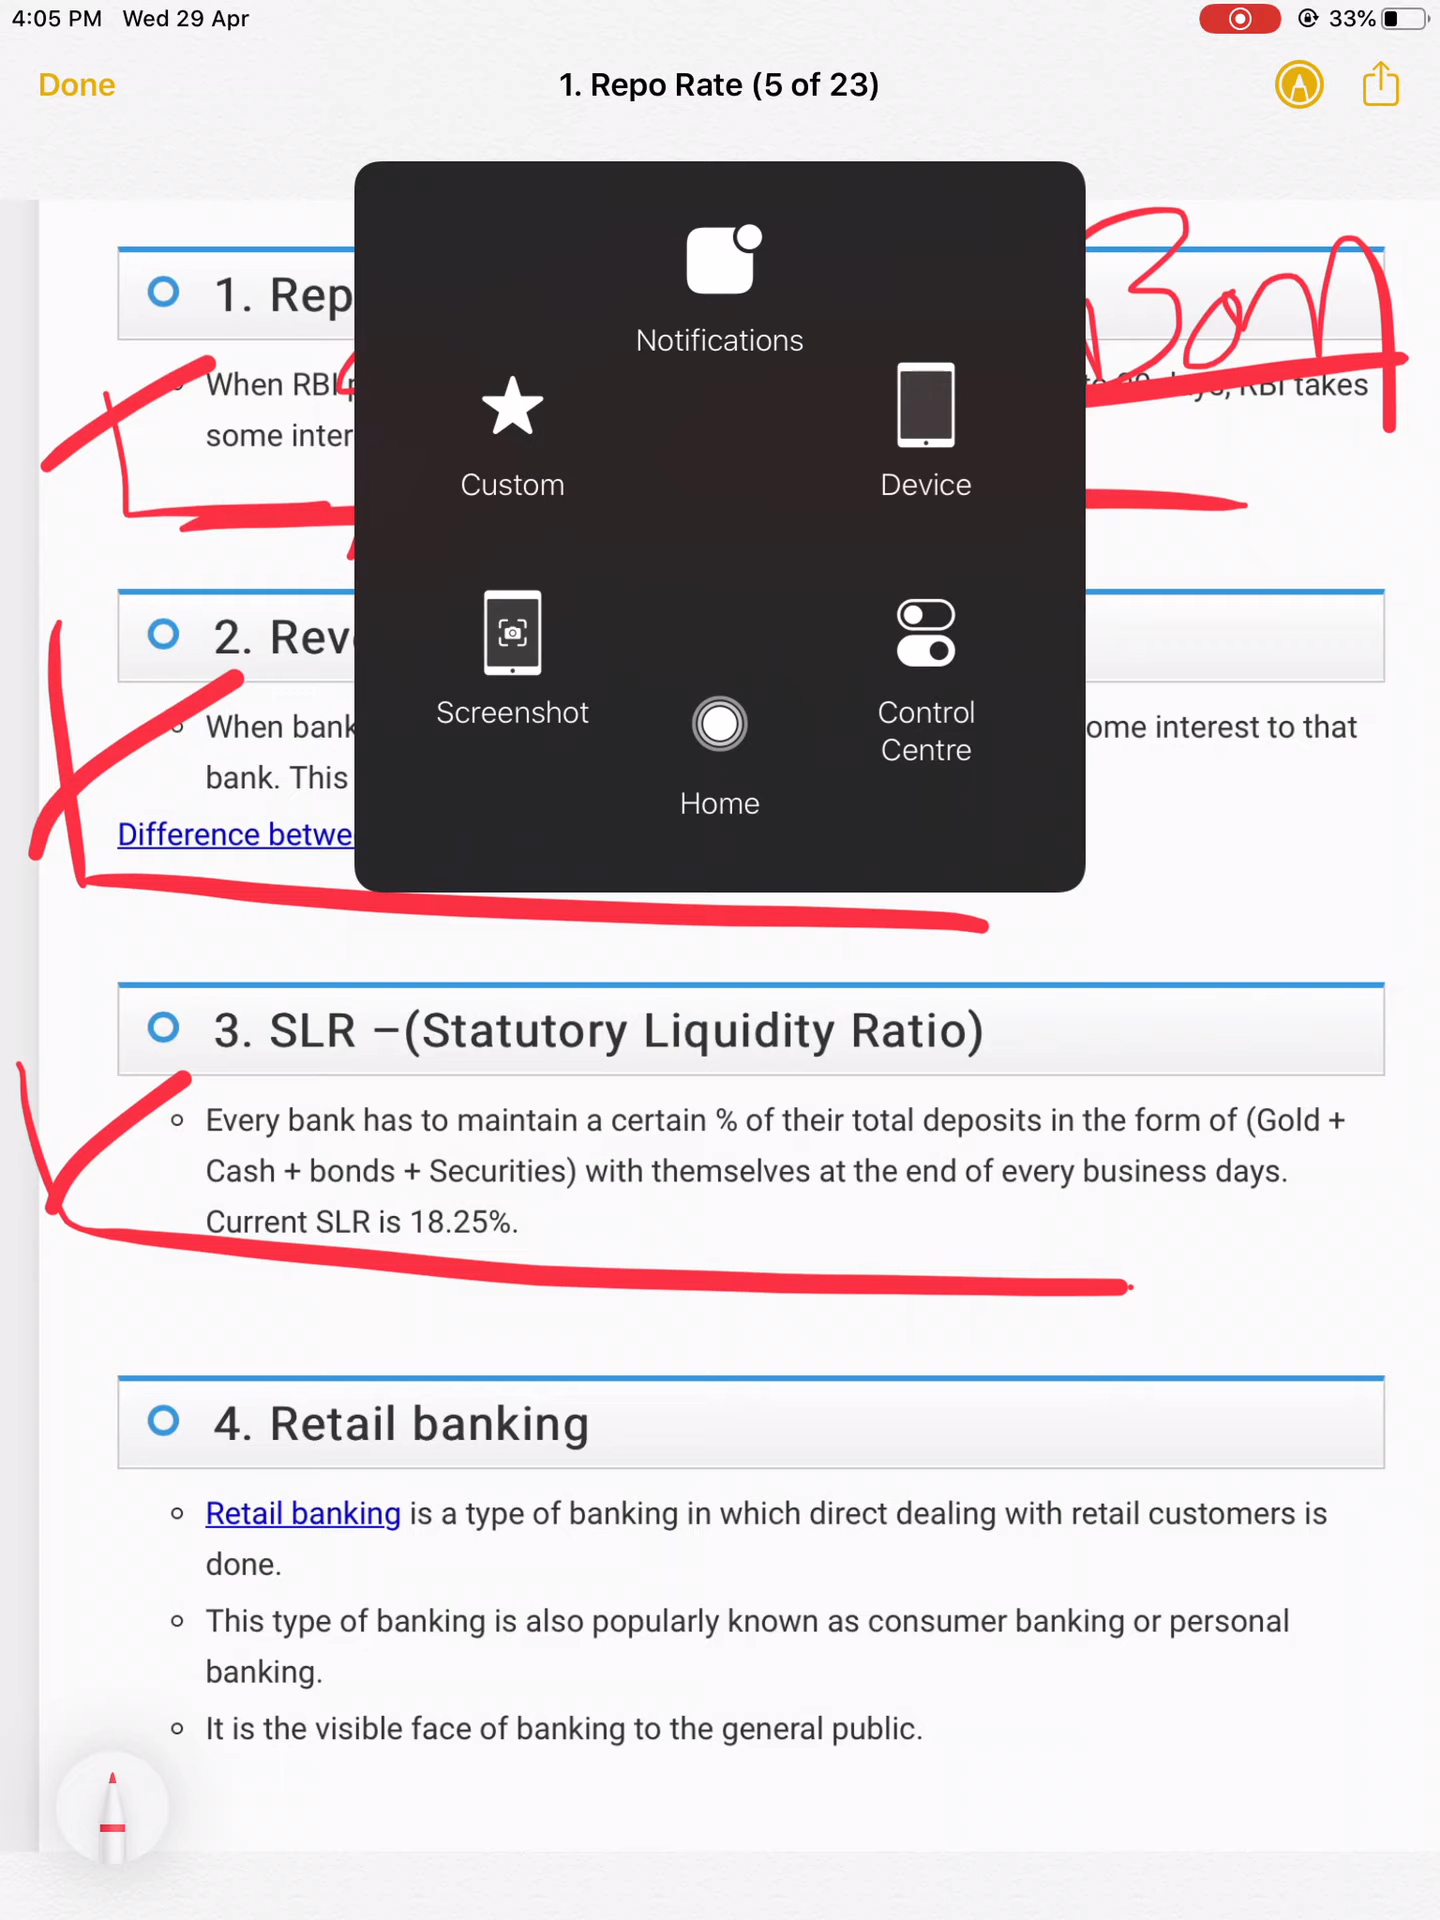 4:05 PM Wed 29 Apr
33%
Done
1. Repo Rate (5 of 23)
Notifications
Custom
Device
Screenshot
Control
Centre
Home
1. Rep
When RBI days, RBI takes
some inter
2. Rev
When bank ome interest to that
bank. This
Difference betwe
3. SLR –(Statutory Liquidity Ratio)
Every bank has to maintain a certain % of their total deposits in the form of (Gold +
Cash + bonds + Securities) with themselves at the end of every business days.
Current SLR is 18.25%.
4. Retail banking
Retail banking is a type of banking in which direct dealing with retail customers is
done.
This type of banking is also popularly known as consumer banking or personal
banking.
It is the visible face of banking to the general public.